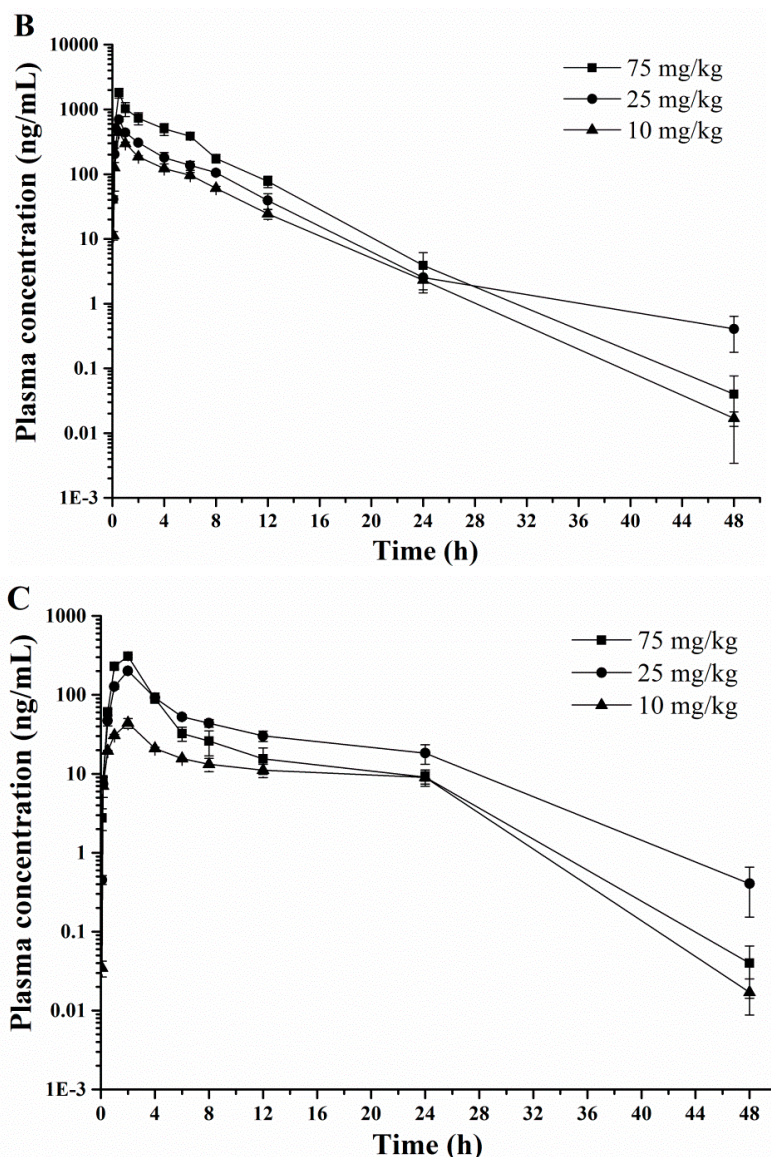 B
10000
1000
100
10
1
0.1
0.01
1E-3
Plasma concentration (ng/mL)
75 mg/kg
25 mg/kg
10 mg/kg
0 4 8 12 16 20 24 28 32 36 40 44 48
Time (h)
C
1000
100
10
1
0.1
0.01
1E-3
Plasma concentration (ng/mL)
75 mg/kg
25 mg/kg
10 mg/kg
0 4 8 12 16 20 24 28 32 36 40 44 48
Time (h)